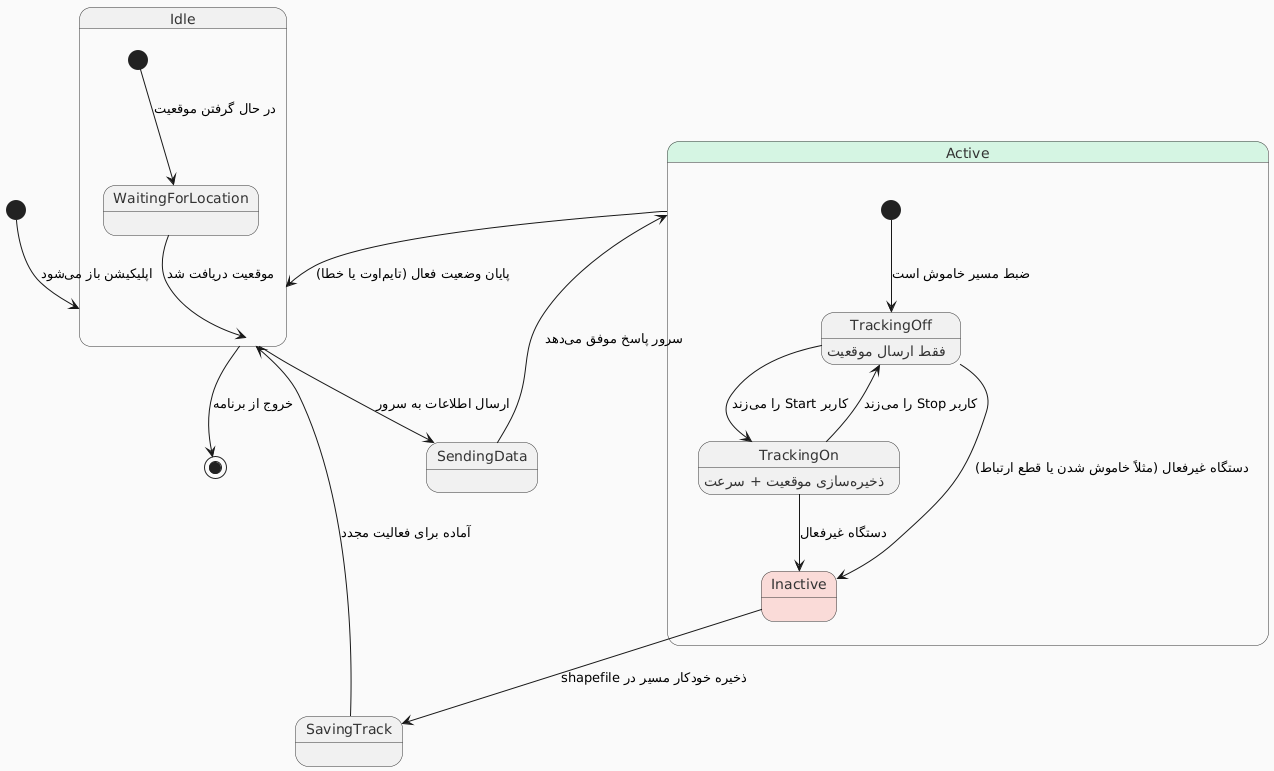 Idle
در حال گرفتن موقعیت
Active
WaitingForLocation
اپلیکیشن باز می‌شود
موقعیت دریافت شد
پایان وضعیت فعال (تایم‌اوت یا خطا)
ضبط مسیر خاموش است
TrackingOff
فقط ارسال موقعیت
سرور پاسخ موفق می‌دهد
خروج از برنامه
ارسال اطلاعات به سرور
کاربر Start را می‌زند
کاربر Stop را می‌زند
SendingData
TrackingOn
ذخیره‌سازی موقعیت + سرعت
دستگاه غیرفعال (مثلاً خاموش شدن یا قطع ارتباط)
آماده برای فعالیت مجدد
دستگاه غیرفعال
Inactive
ذخیره خودکار مسیر در shapefile
SavingTrack